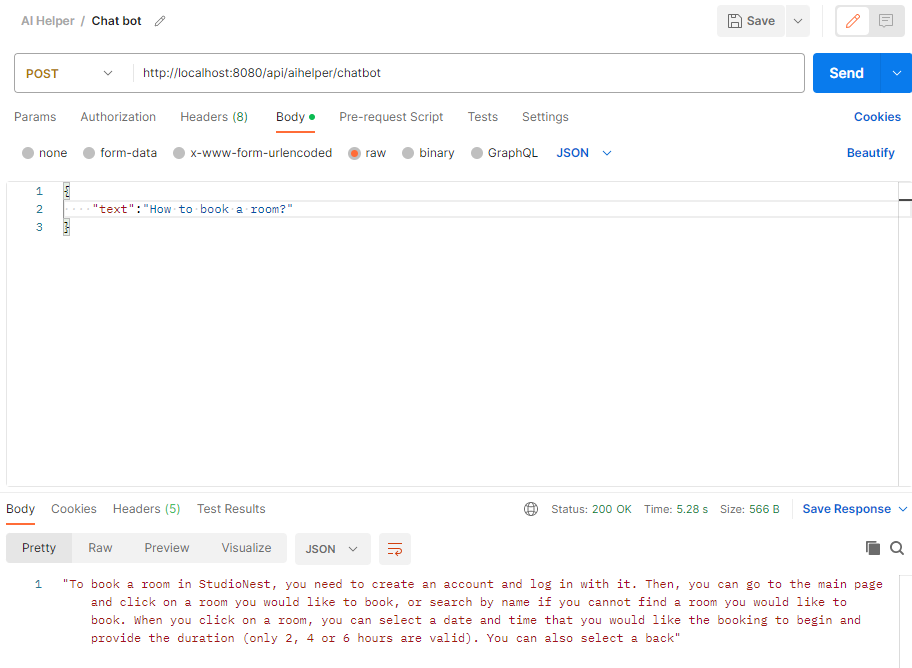 AI Helper / Chat bot
Save
POST http://localhost:8080/api/aihelper/chatbot Send
Params Authorization Headers (8) Body Pre-request Script Tests Settings Cookies
none form-data x-www-form-urlencoded raw binary GraphQL JSON Beautify
1 {
2 "text":"How to book a room?"
3 }
Body Cookies Headers (5) Test Results Status: 200 OK Time: 5.28 s Size: 566 B Save Response
Pretty Raw Preview Visualize JSON
1 "To book a room in StudioNest, you need to create an account and log in with it. Then, you can go to the main page
and click on a room you would like to book, or search by name if you cannot find a room you would like to
book. When you click on a room, you can select a date and time that you would like the booking to begin and
provide the duration (only 2, 4 or 6 hours are valid). You can also select a back"